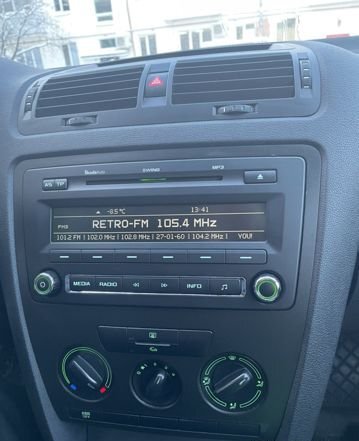 SWING MP3
AS TP
-8.5°C 13:41
FM3 RETRO-FM 105.4 MHz
101.2 FM | 102.0 MHz | 102.8 MHz | 27-01-60 | 104.2 MHz | YOU!
MEDIA RADIO INFO